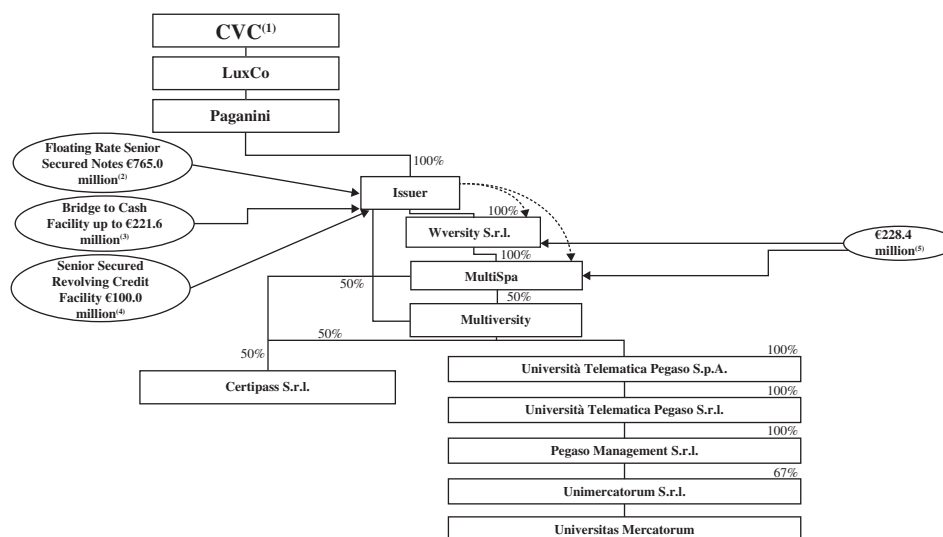 CVC(1)
LuxCo
Paganini
100%
Floating Rate Senior
Secured Notes €765.0
million(2)
Issuer
Bridge to Cash
Facility up to €221.6
million(3)
100%
Wversity S.r.l.
€228.4
million(5)
100%
Senior Secured
Revolving Credit
Facility €100.0
million(4)
50%
MultiSpa
50%
Multiversity
50%
50%
100%
Certipass S.r.l.
Università Telematica Pegaso S.p.A.
100%
Università Telematica Pegaso S.r.l.
100%
Pegaso Management S.r.l.
67%
Unimercatorum S.r.l.
Universitas Mercatorum